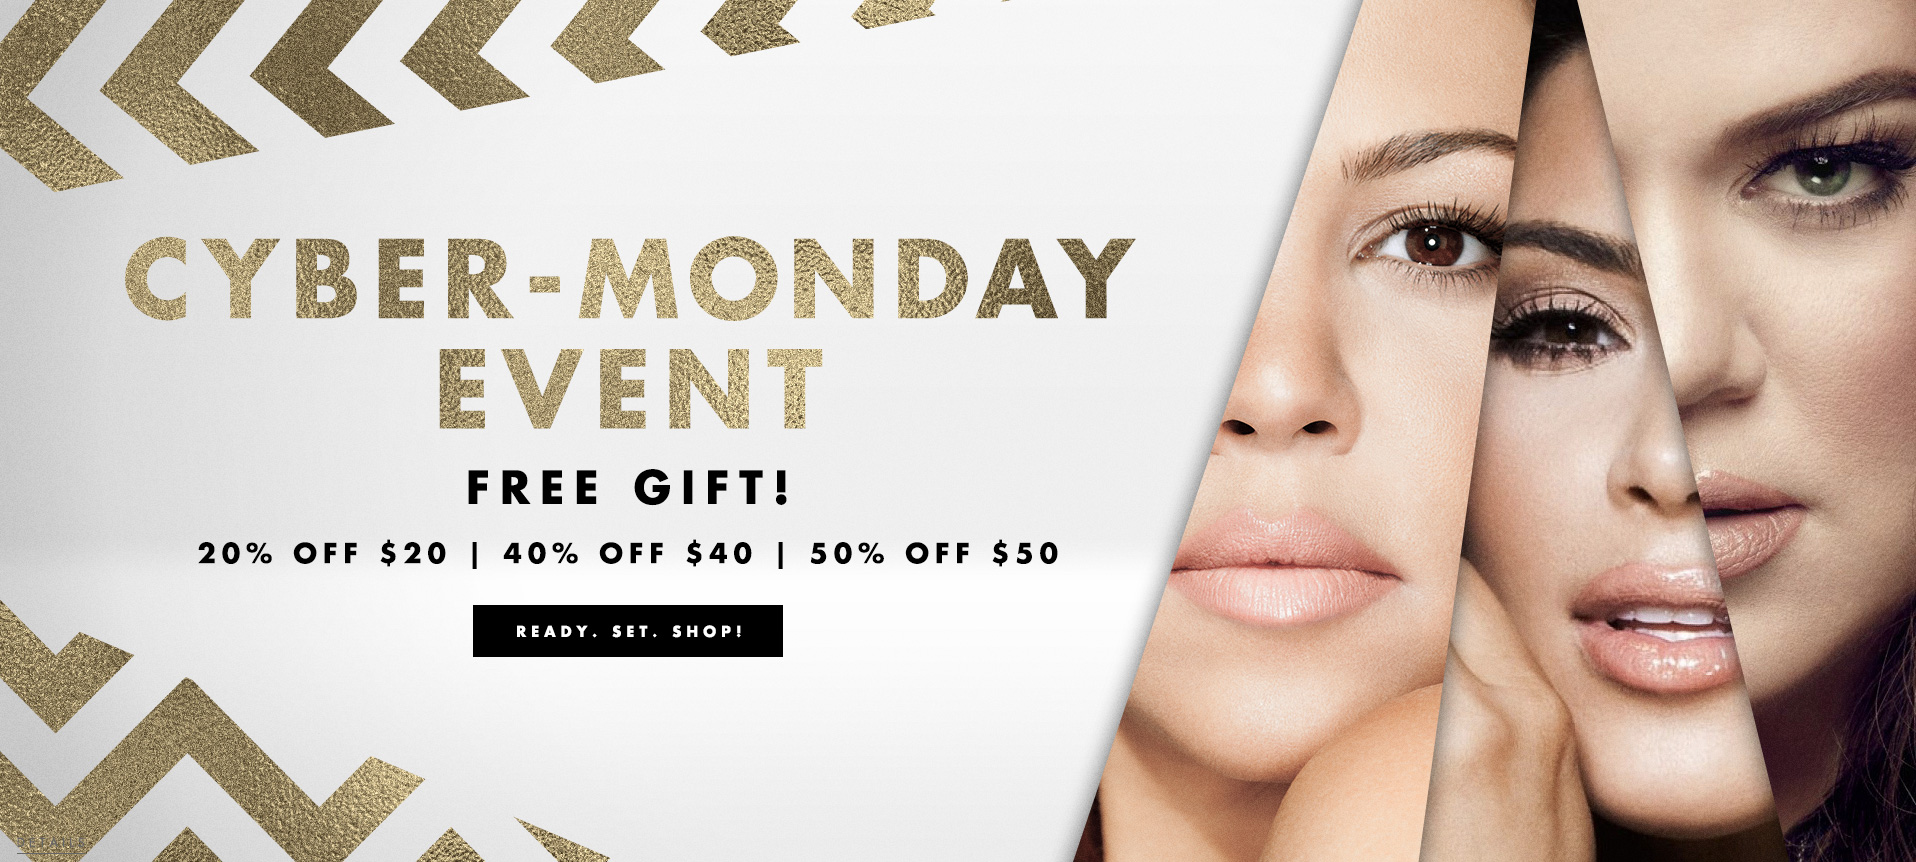 CYBER-MONDAY
EVENT
FREE GIFT!
20% OFF $20 | 40% OFF $40 | 50% OFF $50
READY. SET. SHOP!